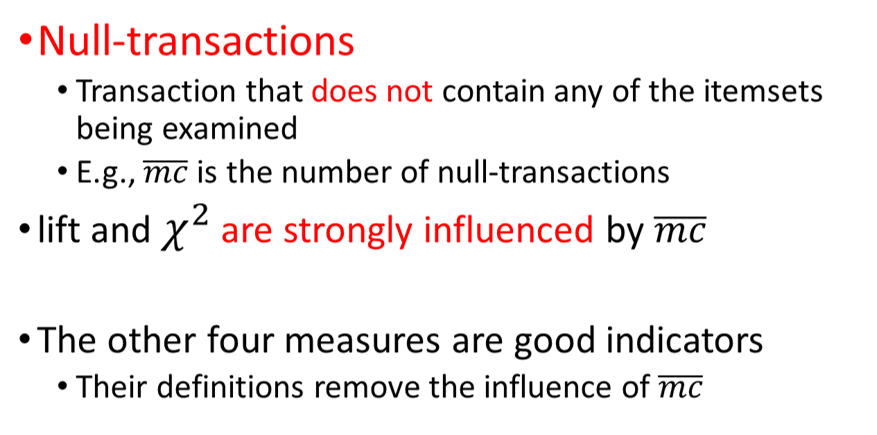 •Null-transactions
• Transaction that does not contain any of the itemsets
being examined
• E.g., $\overline{mc}$ is the number of null-transactions
•lift and $\chi^2$ are strongly influenced by $\overline{mc}$
•The other four measures are good indicators
• Their definitions remove the influence of $\overline{mc}$